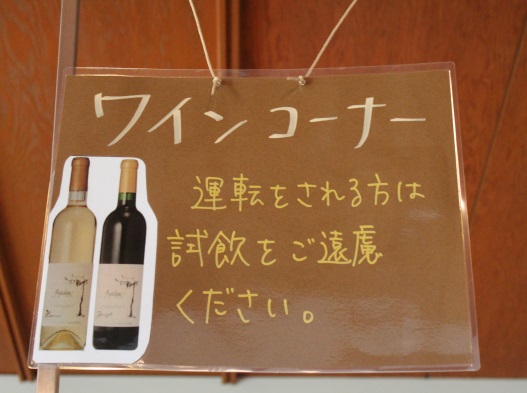 ワインコーナー
運転をされる方は
試飲をご遠慮
ください。